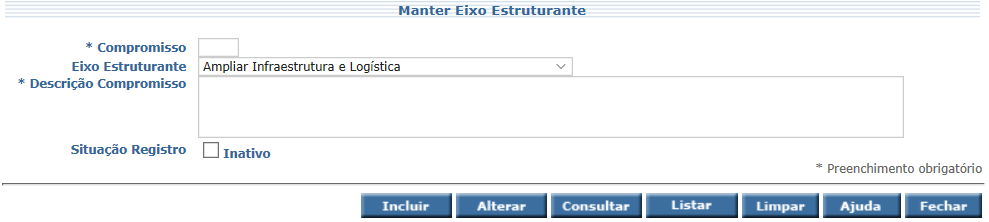 Manter Eixo Estruturante
* Compromisso
Eixo Estruturante Ampliar Infraestrutura e Logística
* Descrição Compromisso
Situação Registro Inativo
* Preenchimento obrigatório
Incluir Alterar Consultar Listar Limpar Ajuda Fechar